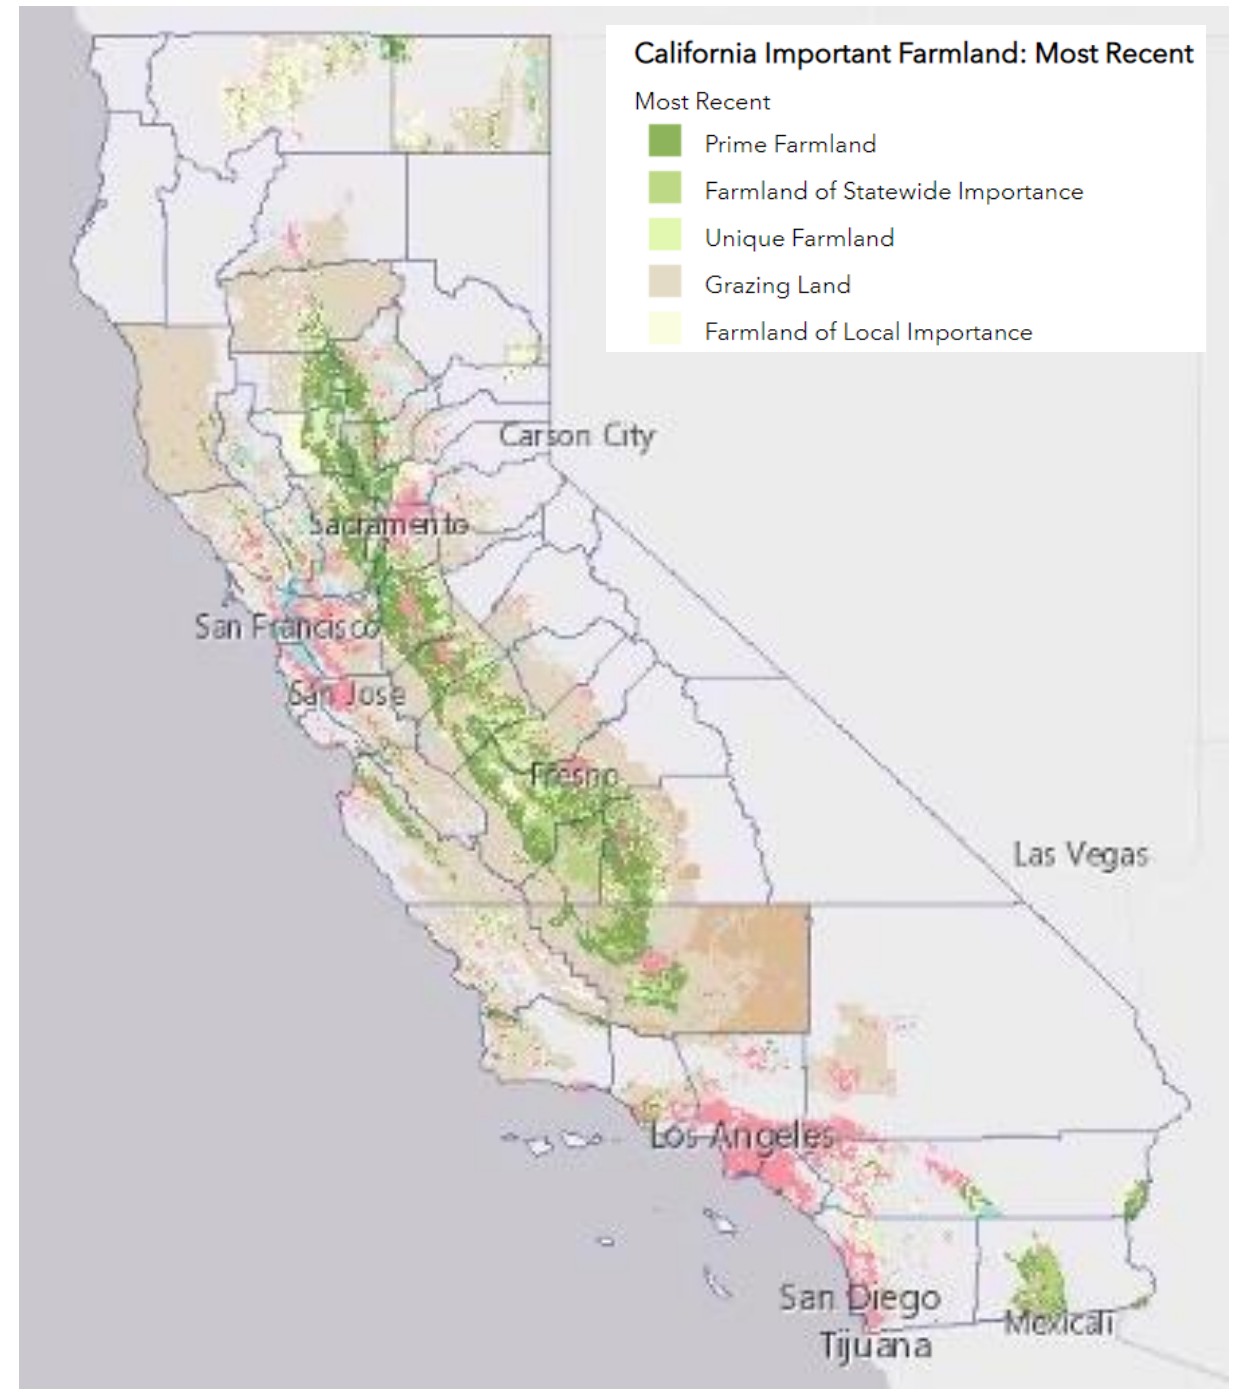 California Important Farmland: Most Recent
Most Recent
Prime Farmland
Farmland of Statewide Importance
Unique Farmland
Grazing Land
Farmland of Local Importance
Carson City
Sacramento
San Francisco
San Jose
Fresno
Las Vegas
Los Angeles
San Diego
Mexicali
Tijuana